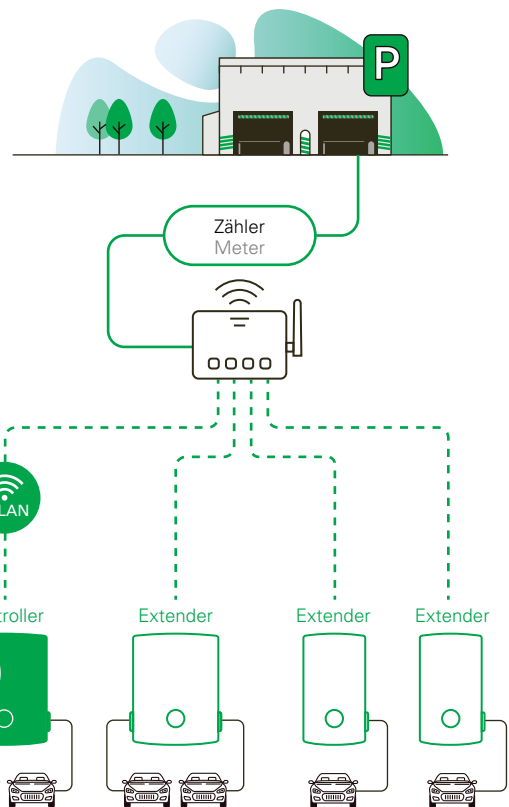 P
Zähler
Meter
LAN
troller
Extender
Extender
Extender